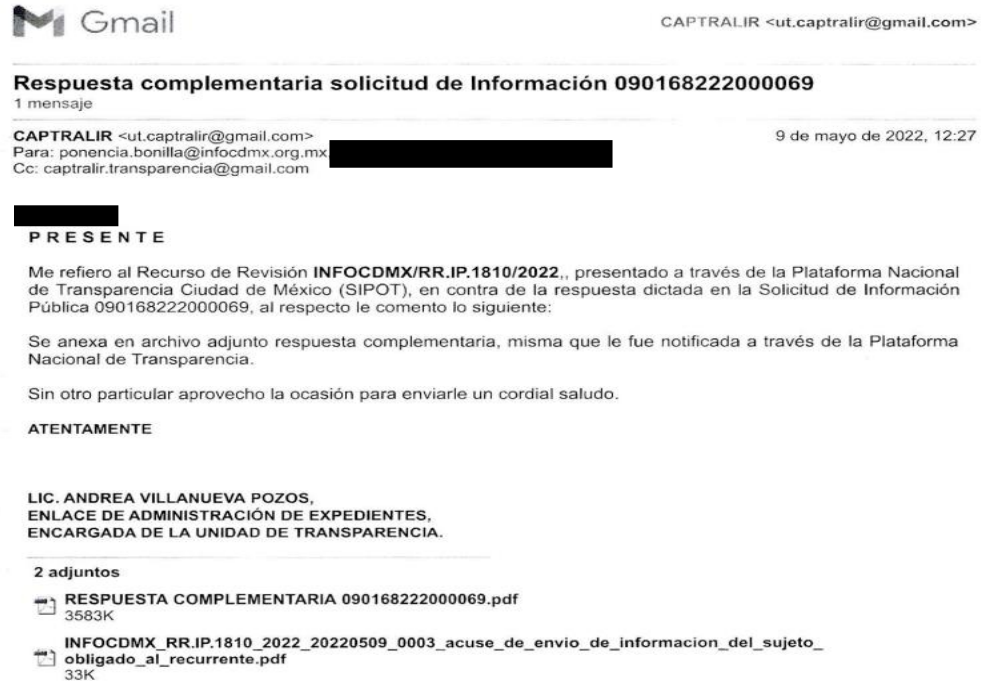 Gmail
CAPTRALIR <ut.captralir@gmail.com>
Respuesta complementaria solicitud de Información 090168222000069
1 mensaje
CAPTRALIR <ut.captralir@gmail.com>
9 de mayo de 2022, 12:27
Para: ponencia.bonilla@infocdmx.org.mx,
Cc: captralir.transparencia@gmail.com
P R E S E N T E
Me refiero al Recurso de Revisión INFOCDMX/RR.IP.1810/2022,, presentado a través de la Plataforma Nacional
de Transparencia Ciudad de México (SIPOT), en contra de la respuesta dictada en la Solicitud de Información
Pública 090168222000069, al respecto le comento lo siguiente:
Se anexa en archivo adjunto respuesta complementaria, misma que le fue notificada a través de la Plataforma
Nacional de Transparencia.
Sin otro particular aprovecho la ocasión para enviarle un cordial saludo.
ATENTAMENTE
LIC. ANDREA VILLANUEVA POZOS,
ENLACE DE ADMINISTRACIÓN DE EXPEDIENTES,
ENCARGADA DE LA UNIDAD DE TRANSPARENCIA.
2 adjuntos
RESPUESTA COMPLEMENTARIA 090168222000069.pdf
3583K
INFOCDMX_RR.IP.1810_2022_20220509_0003_acuse_de_envio_de_informacion_del_sujeto_
obligado_al_recurrente.pdf
33K